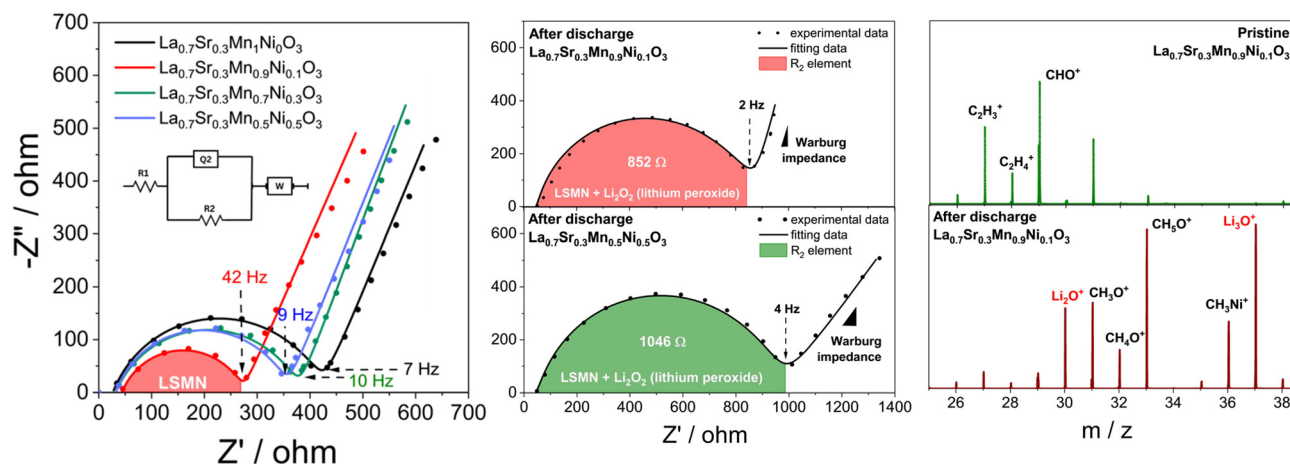 700
600
500
400
300
200
100
0
-Z" / ohm
La0.7Sr0.3Mn1Ni0O3
La0.7Sr0.3Mn0.9Ni0.1O3
La0.7Sr0.3Mn0.7Ni0.3O3
La0.7Sr0.3Mn0.5Ni0.5O3
R1
Q2
R2
W
42 Hz
9 Hz
7 Hz
10 Hz
LSMN
0 100 200 300 400 500 600 700
Z' / ohm
After discharge
La0.7Sr0.3Mn0.9Ni0.1O3
experimental data
fitting data
R2 element
600
400
200
0
2 Hz
Warburg
impedance
852 Ω
LSMN + Li2O2 (lithium peroxide)
After discharge
La0.7Sr0.3Mn0.5Ni0.5O3
experimental data
fitting data
R2 element
600
400
200
0
4 Hz
Warburg
impedance
1046 Ω
LSMN + Li2O2 (lithium peroxide)
0 200 400 600 800 1000 1200 1400
Z' / ohm
Pristine
La0.7Sr0.3Mn0.9Ni0.1O3
CHO+
C2H3+
C2H4+
After discharge
La0.7Sr0.3Mn0.9Ni0.1O3
CH5O+
Li3O+
Li2O+
CH3O+
CH4O+
CH3Ni+
26 28 30 32 34 36 38
m / z